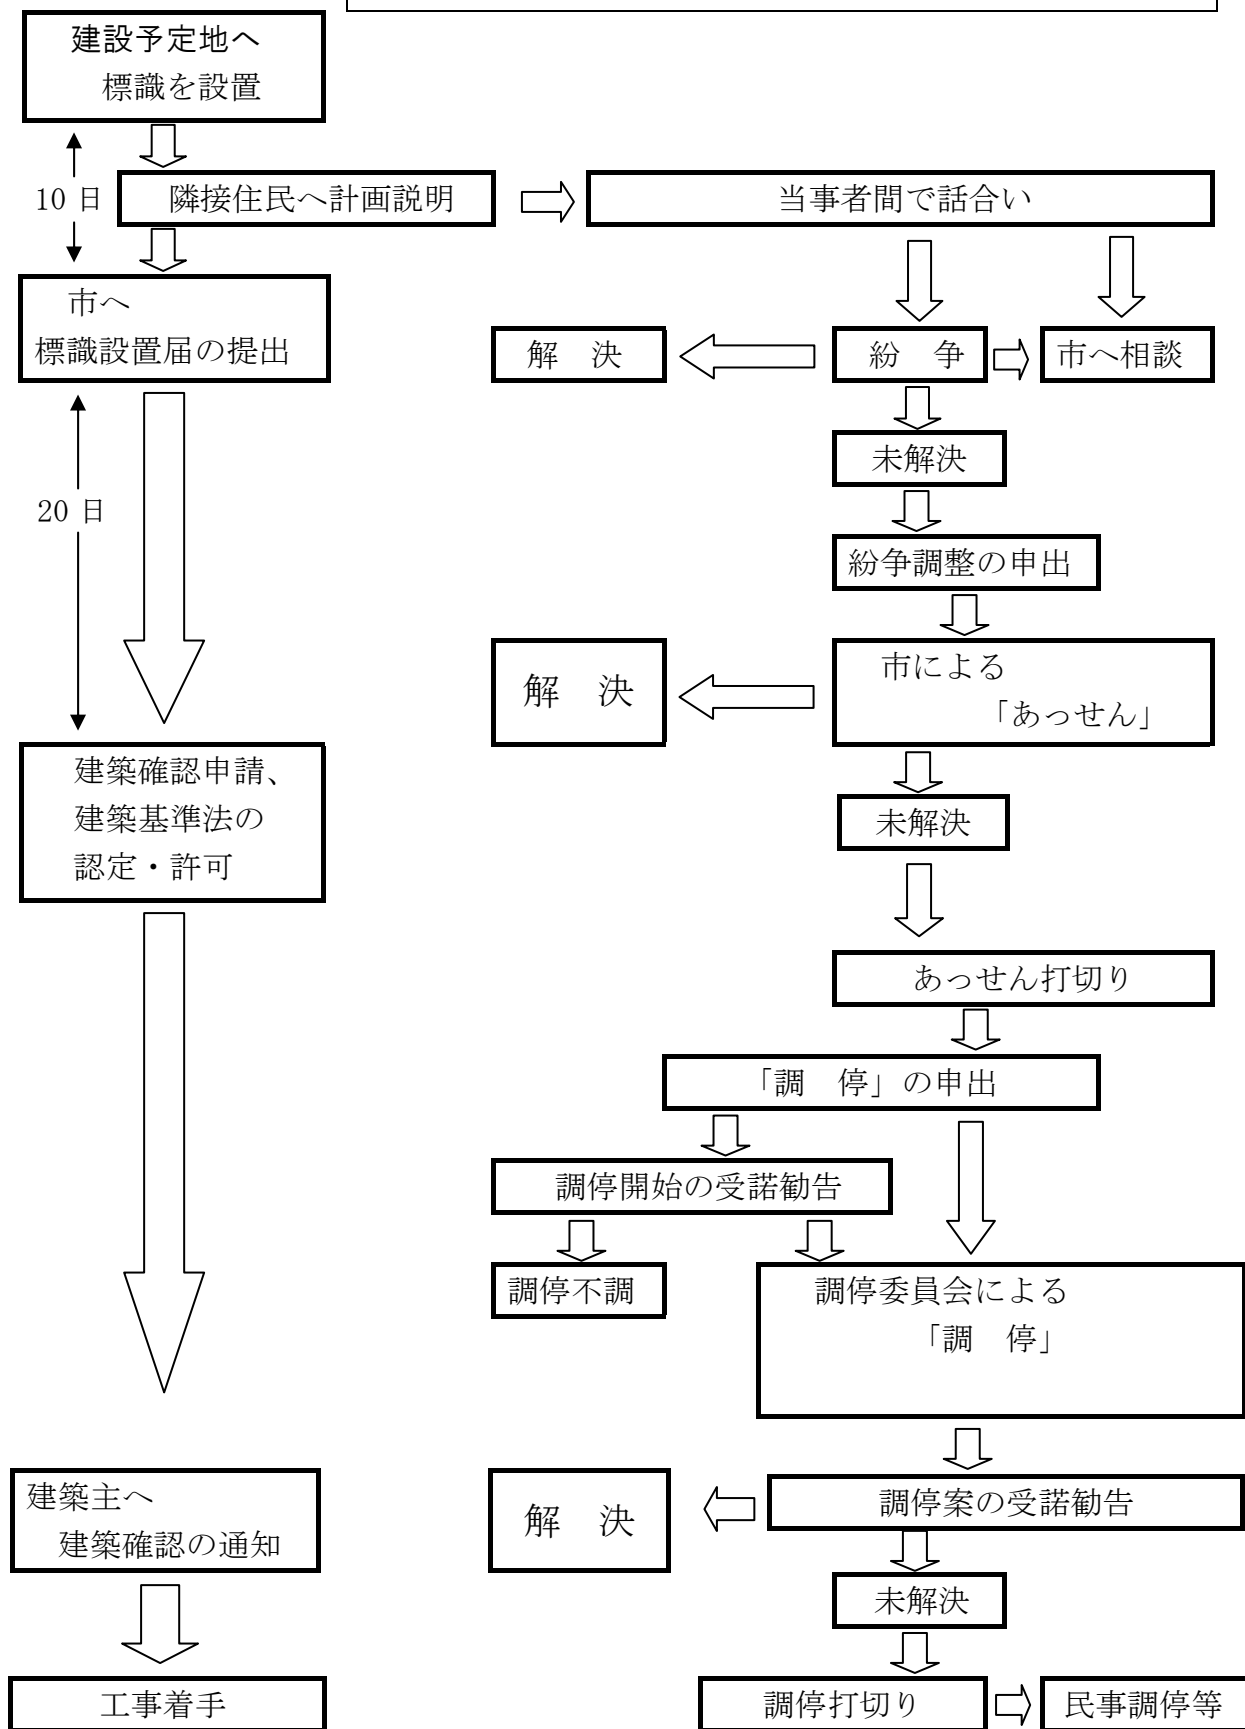 建設予定地へ
標識を設置
10 日
隣接住民へ計画説明
当事者間で話合い
市へ
標識設置届の提出
解　決
紛　争
市へ相談
未解決
20 日
紛争調整の申出
解　決
市による
「あっせん」
建築確認申請、
建築基準法の
認定・許可
未解決
あっせん打切り
「調　停」の申出
調停開始の受諾勧告
調停不調
調停委員会による
「調　停」
建築主へ
建築確認の通知
解　決
調停案の受諾勧告
未解決
工事着手
調停打切り
民事調停等